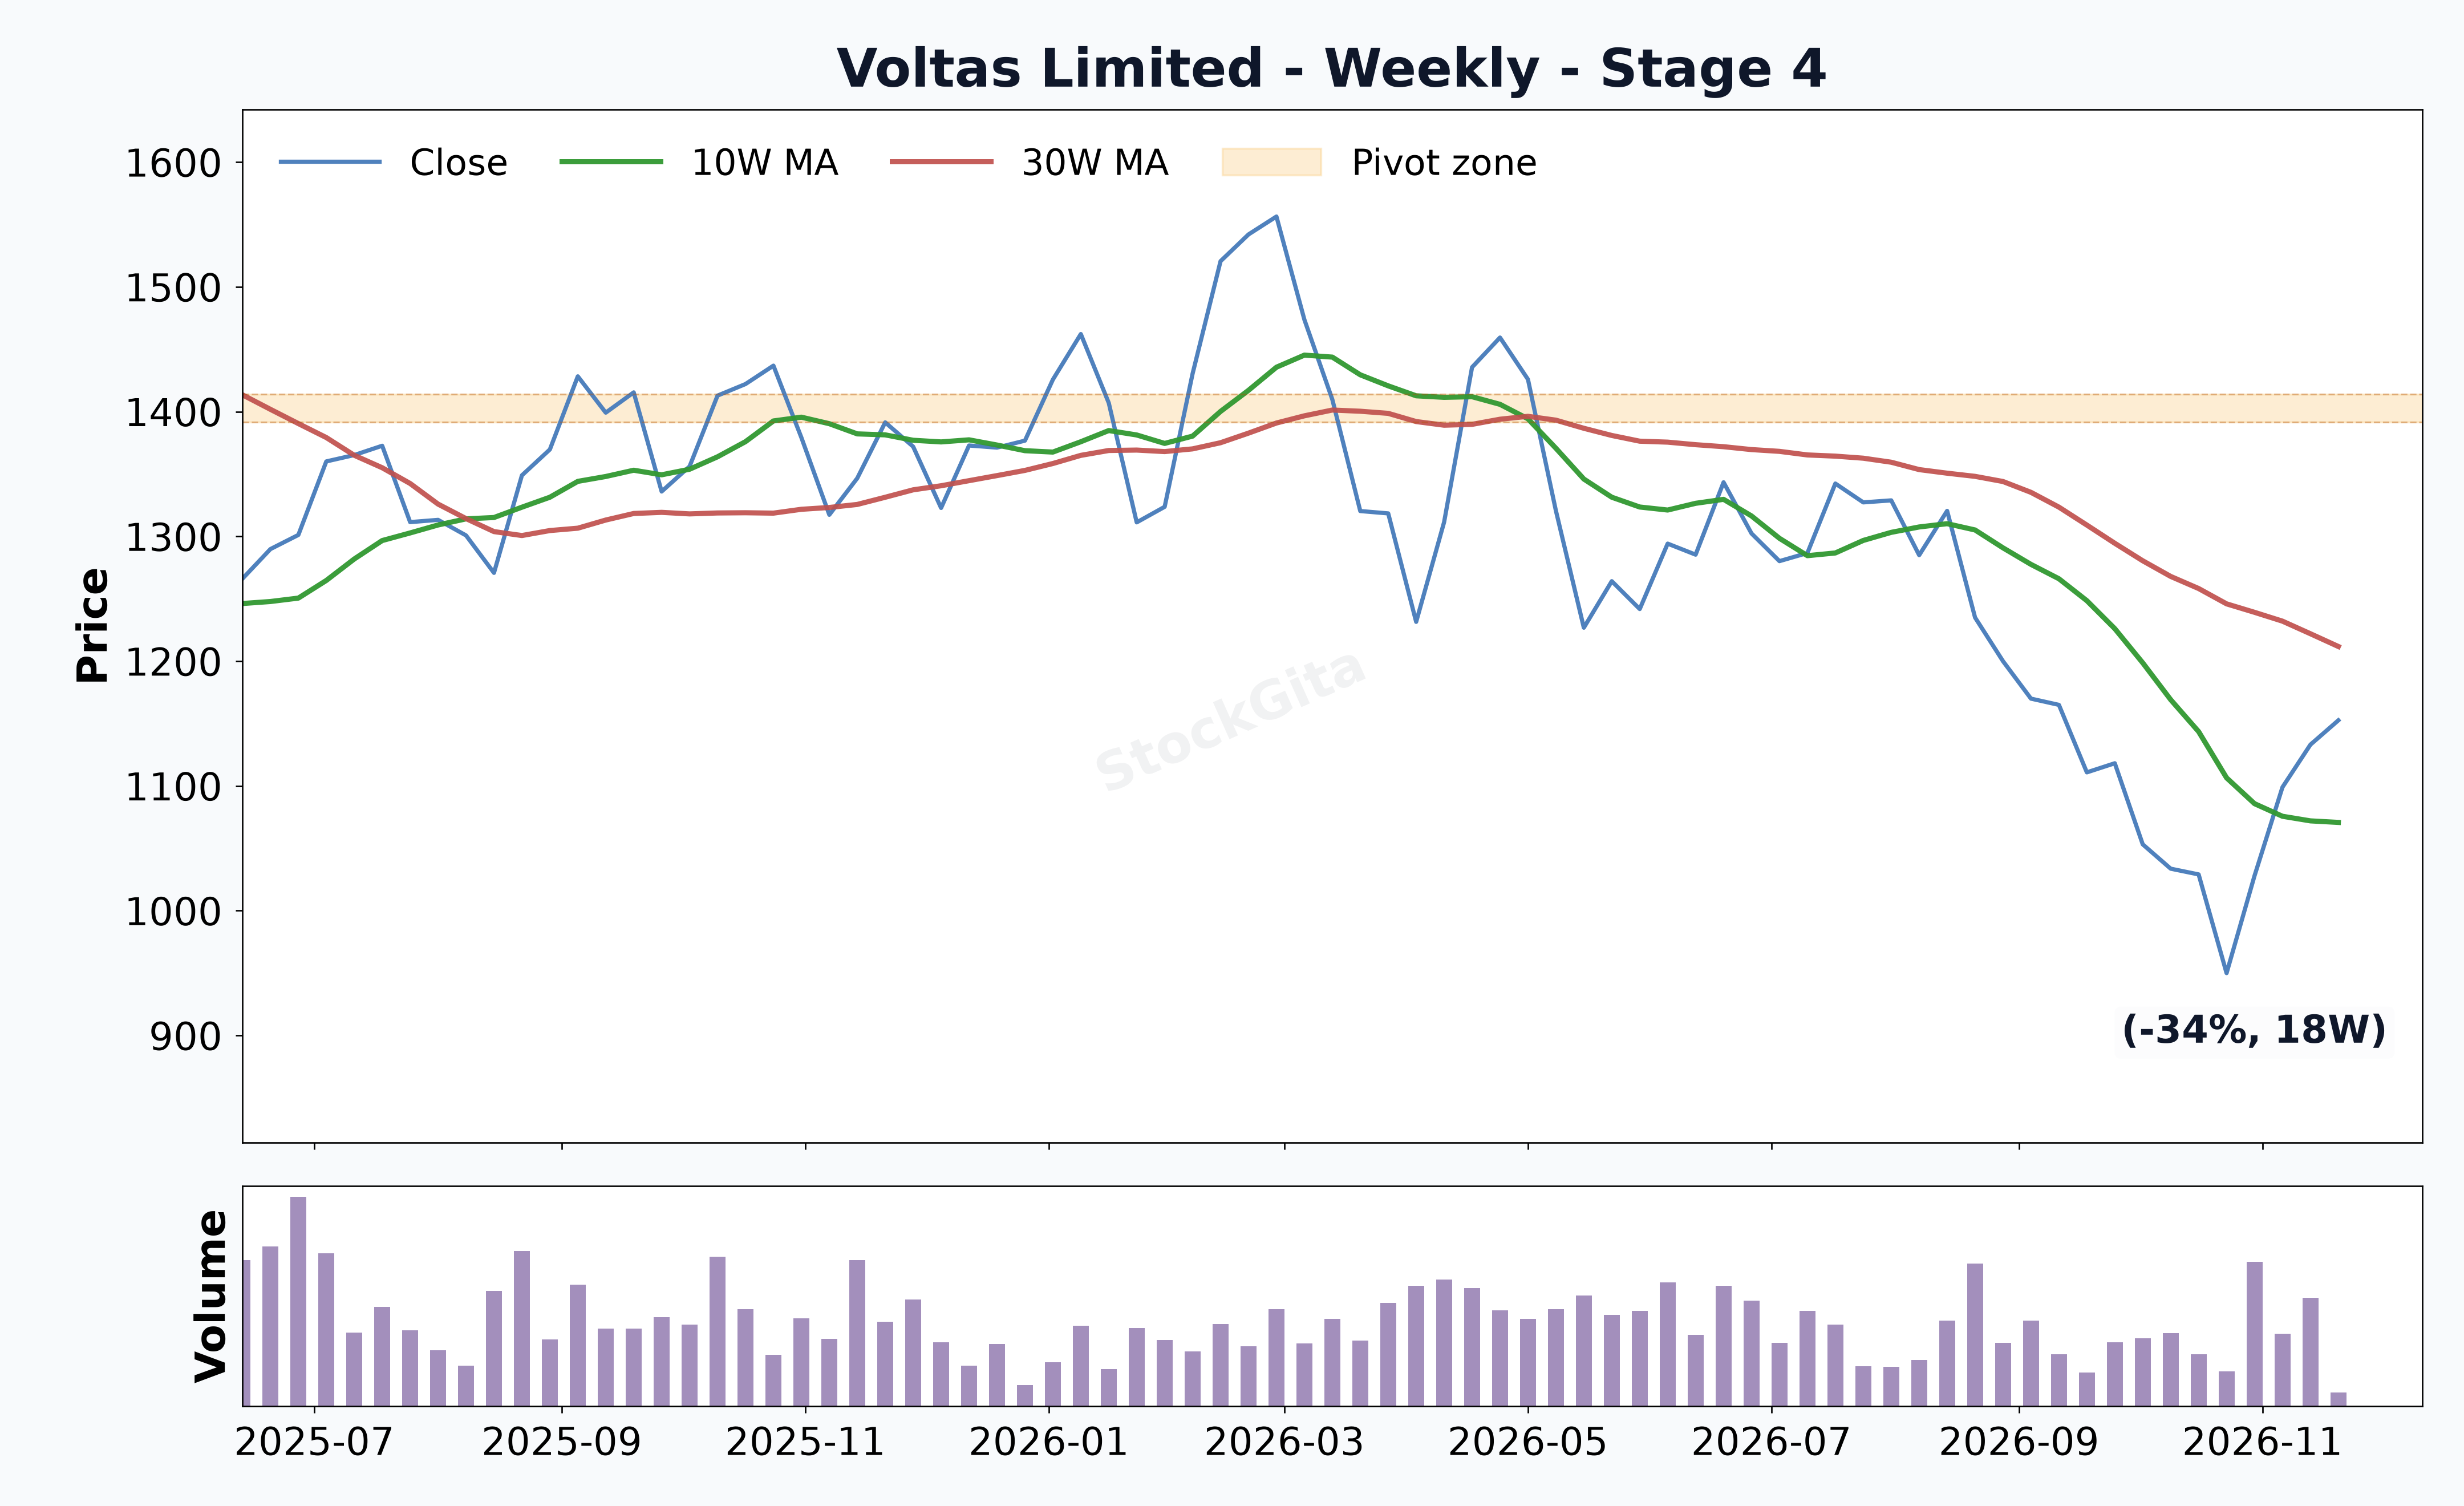 Voltas Limited - Weekly - Stage 4
Close 10W MA 30W MA Pivot zone
1600
1500
1400
1300
1200
1100
1000
900
Price
StockGita
(-34%, 18W)
Volume
2025-07 2025-09 2025-11 2026-01 2026-03 2026-05 2026-07 2026-09 2026-11